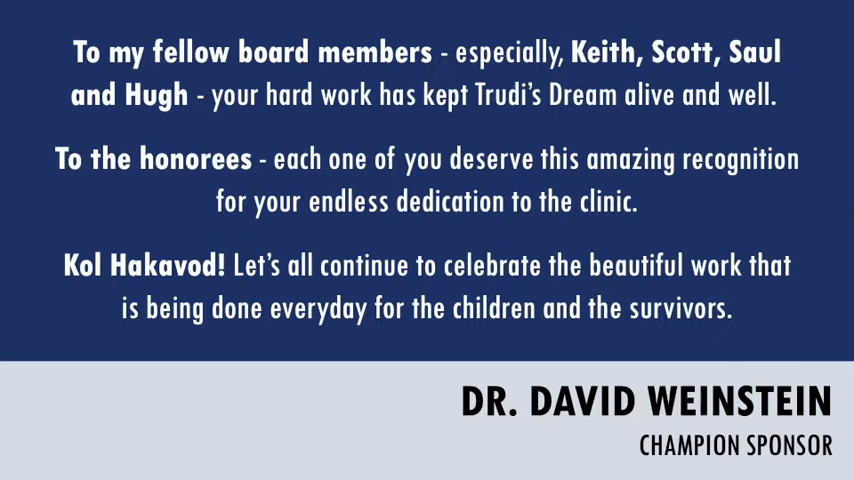 To my fellow board members - especially, Keith, Scott, Saul
and Hugh - your hard work has kept Trudi's Dream alive and well.
To the honorees - each one of you deserve this amazing recognition
for your endless dedication to the clinic.
Kol Hakavod! Let's all continue to celebrate the beautiful work that
is being done everyday for the children and the survivors.
DR. DAVID WEINSTEIN
CHAMPION SPONSOR